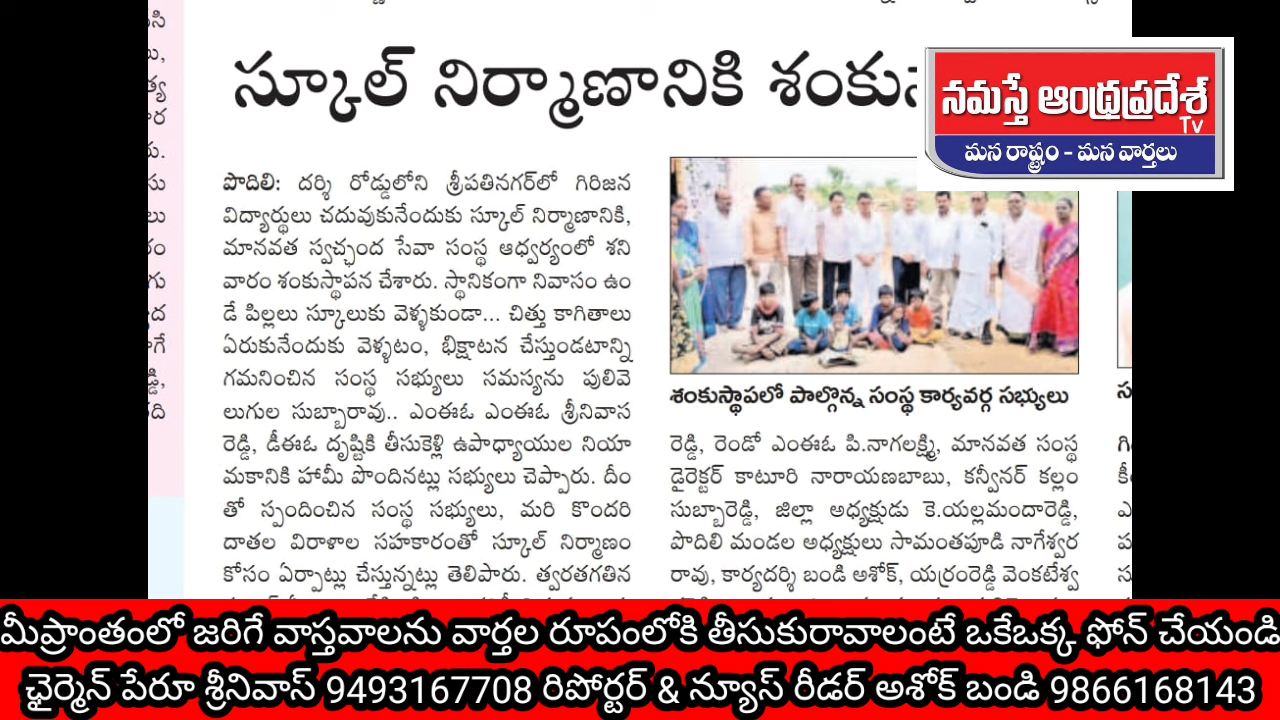 స్కూల్ నిర్మాణానికి
నమస్తే ఆంధ్రప్రదేశ్
Tv
మన రాష్ట్రం - మన వార్తలు
పొదిలి: దర్శి రోడ్డులోని శ్రీపతినగర్‌లో గిరిజన
విద్యార్థులు చదువుకునేందుకు స్కూల్ నిర్మాణానికి,
మానవత స్వచ్ఛంద సేవా సంస్థ ఆధ్వర్యంలో శని
వారం శంకుస్థాపన చేశారు. స్థానికంగా నివాసం ఉం
డే పిల్లలు స్కూలుకు వెళ్ళకుండా... చిత్తు కాగితాలు
ఏరుకునేందుకు వెళ్ళటం, భిక్షాటన చేస్తుండటాన్ని
గమనించిన సంస్థ సభ్యులు సమస్యను పులివె
లుగుల సుబ్బారావు.. ఎంఈఓ ఎంఈఓ శ్రీనివాస
రెడ్డి, డీఈఓ దృష్టికి తీసుకెళ్లి ఉపాధ్యాయుల నియా
మకానికి హామీ పొందినట్లు సభ్యులు చెప్పారు. దీం
తో స్పందించిన సంస్థ సభ్యులు, మరి కొందరి
దాతల విరాళాల సహకారంతో స్కూల్ నిర్మాణం
కోసం ఏర్పాట్లు చేస్తున్నట్లు తెలిపారు. త్వరతగతిన
శంకుస్థాపలో పాల్గొన్న సంస్థ కార్యవర్గ సభ్యులు
రెడ్డి, రెండో ఎంఈఓ పి.నాగలక్ష్మి, మానవత సంస్థ
డైరెక్టర్ కాటూరి నారాయణబాబు, కన్వీనర్ కల్లం
సుబ్బారెడ్డి, జిల్లా అధ్యక్షుడు కె.యల్లమందారెడ్డి,
పొదిలి మండల అధ్యక్షులు సామంతపూడి నాగేశ్వర
రావు, కార్యదర్శి బండి అశోక్, యర్రంరెడ్డి వెంకటేశ్వ
మీప్రాంతంలో జరిగే వాస్తవాలను వార్తల రూపంలోకి తీసుకురావాలంటే ఒకేఒక్క ఫోన్ చేయండి
ఛైర్మెన్ పేరూ శ్రీనివాస్ 9493167708 రిపోర్టర్ & న్యూస్ రీడర్ అశోక్ బండి 9866168143